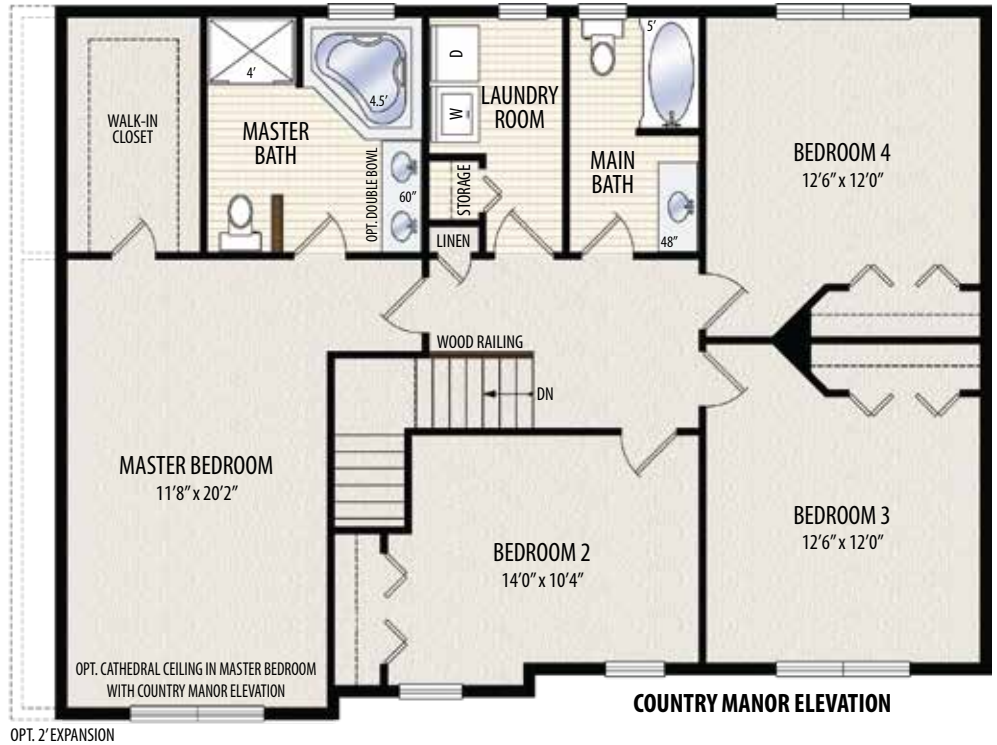 WALK-IN
CLOSET
4'
4.5'
MASTER
BATH
OPT. DOUBLE BOWL
60"
D
W
LAUNDRY
ROOM
STORAGE
LINEN
5'
MAIN
BATH
48"
BEDROOM 4
12'6" x 12'0"
WOOD RAILING
DN
MASTER BEDROOM
11'8" x 20'2"
BEDROOM 2
14'0" x 10'4"
BEDROOM 3
12'6" x 12'0"
OPT. CATHEDRAL CEILING IN MASTER BEDROOM
WITH COUNTRY MANOR ELEVATION
COUNTRY MANOR ELEVATION
OPT. 2' EXPANSION